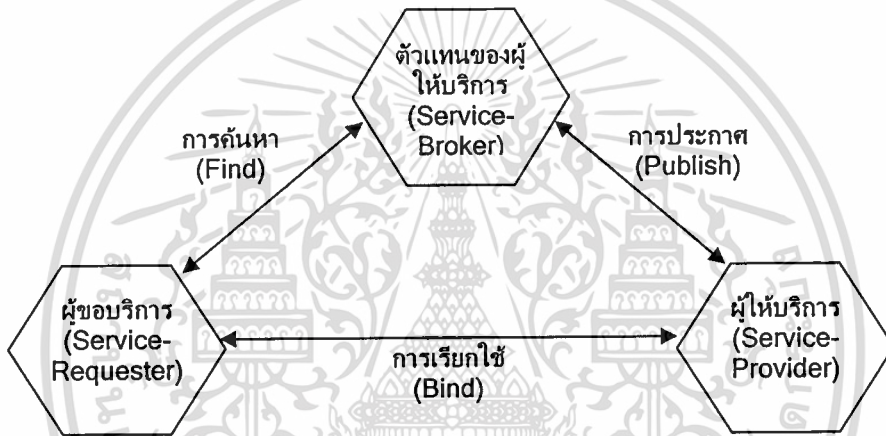 ตัวแทนของผู้
ให้บริการ
(Service-
Broker)
การค้นหา
(Find)
การประกาศ
(Publish)
ผู้ขอบริการ
(Service-
Requester)
ผู้ให้บริการ
(Service-
Provider)
การเรียกใช้
(Bind)